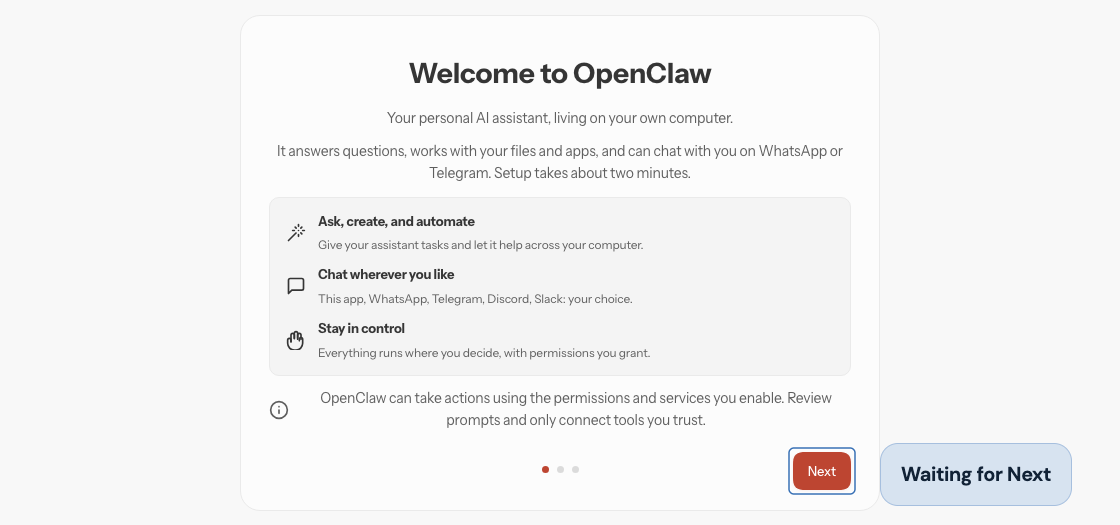 Welcome to OpenClaw
Your personal AI assistant, living on your own computer.
It answers questions, works with your files and apps, and can chat with you on WhatsApp or
Telegram. Setup takes about two minutes.
Ask, create, and automate
Give your assistant tasks and let it help across your computer.
Chat wherever you like
This app, WhatsApp, Telegram, Discord, Slack: your choice.
Stay in control
Everything runs where you decide, with permissions you grant.
OpenClaw can take actions using the permissions and services you enable. Review
prompts and only connect tools you trust.
Next
Waiting for Next